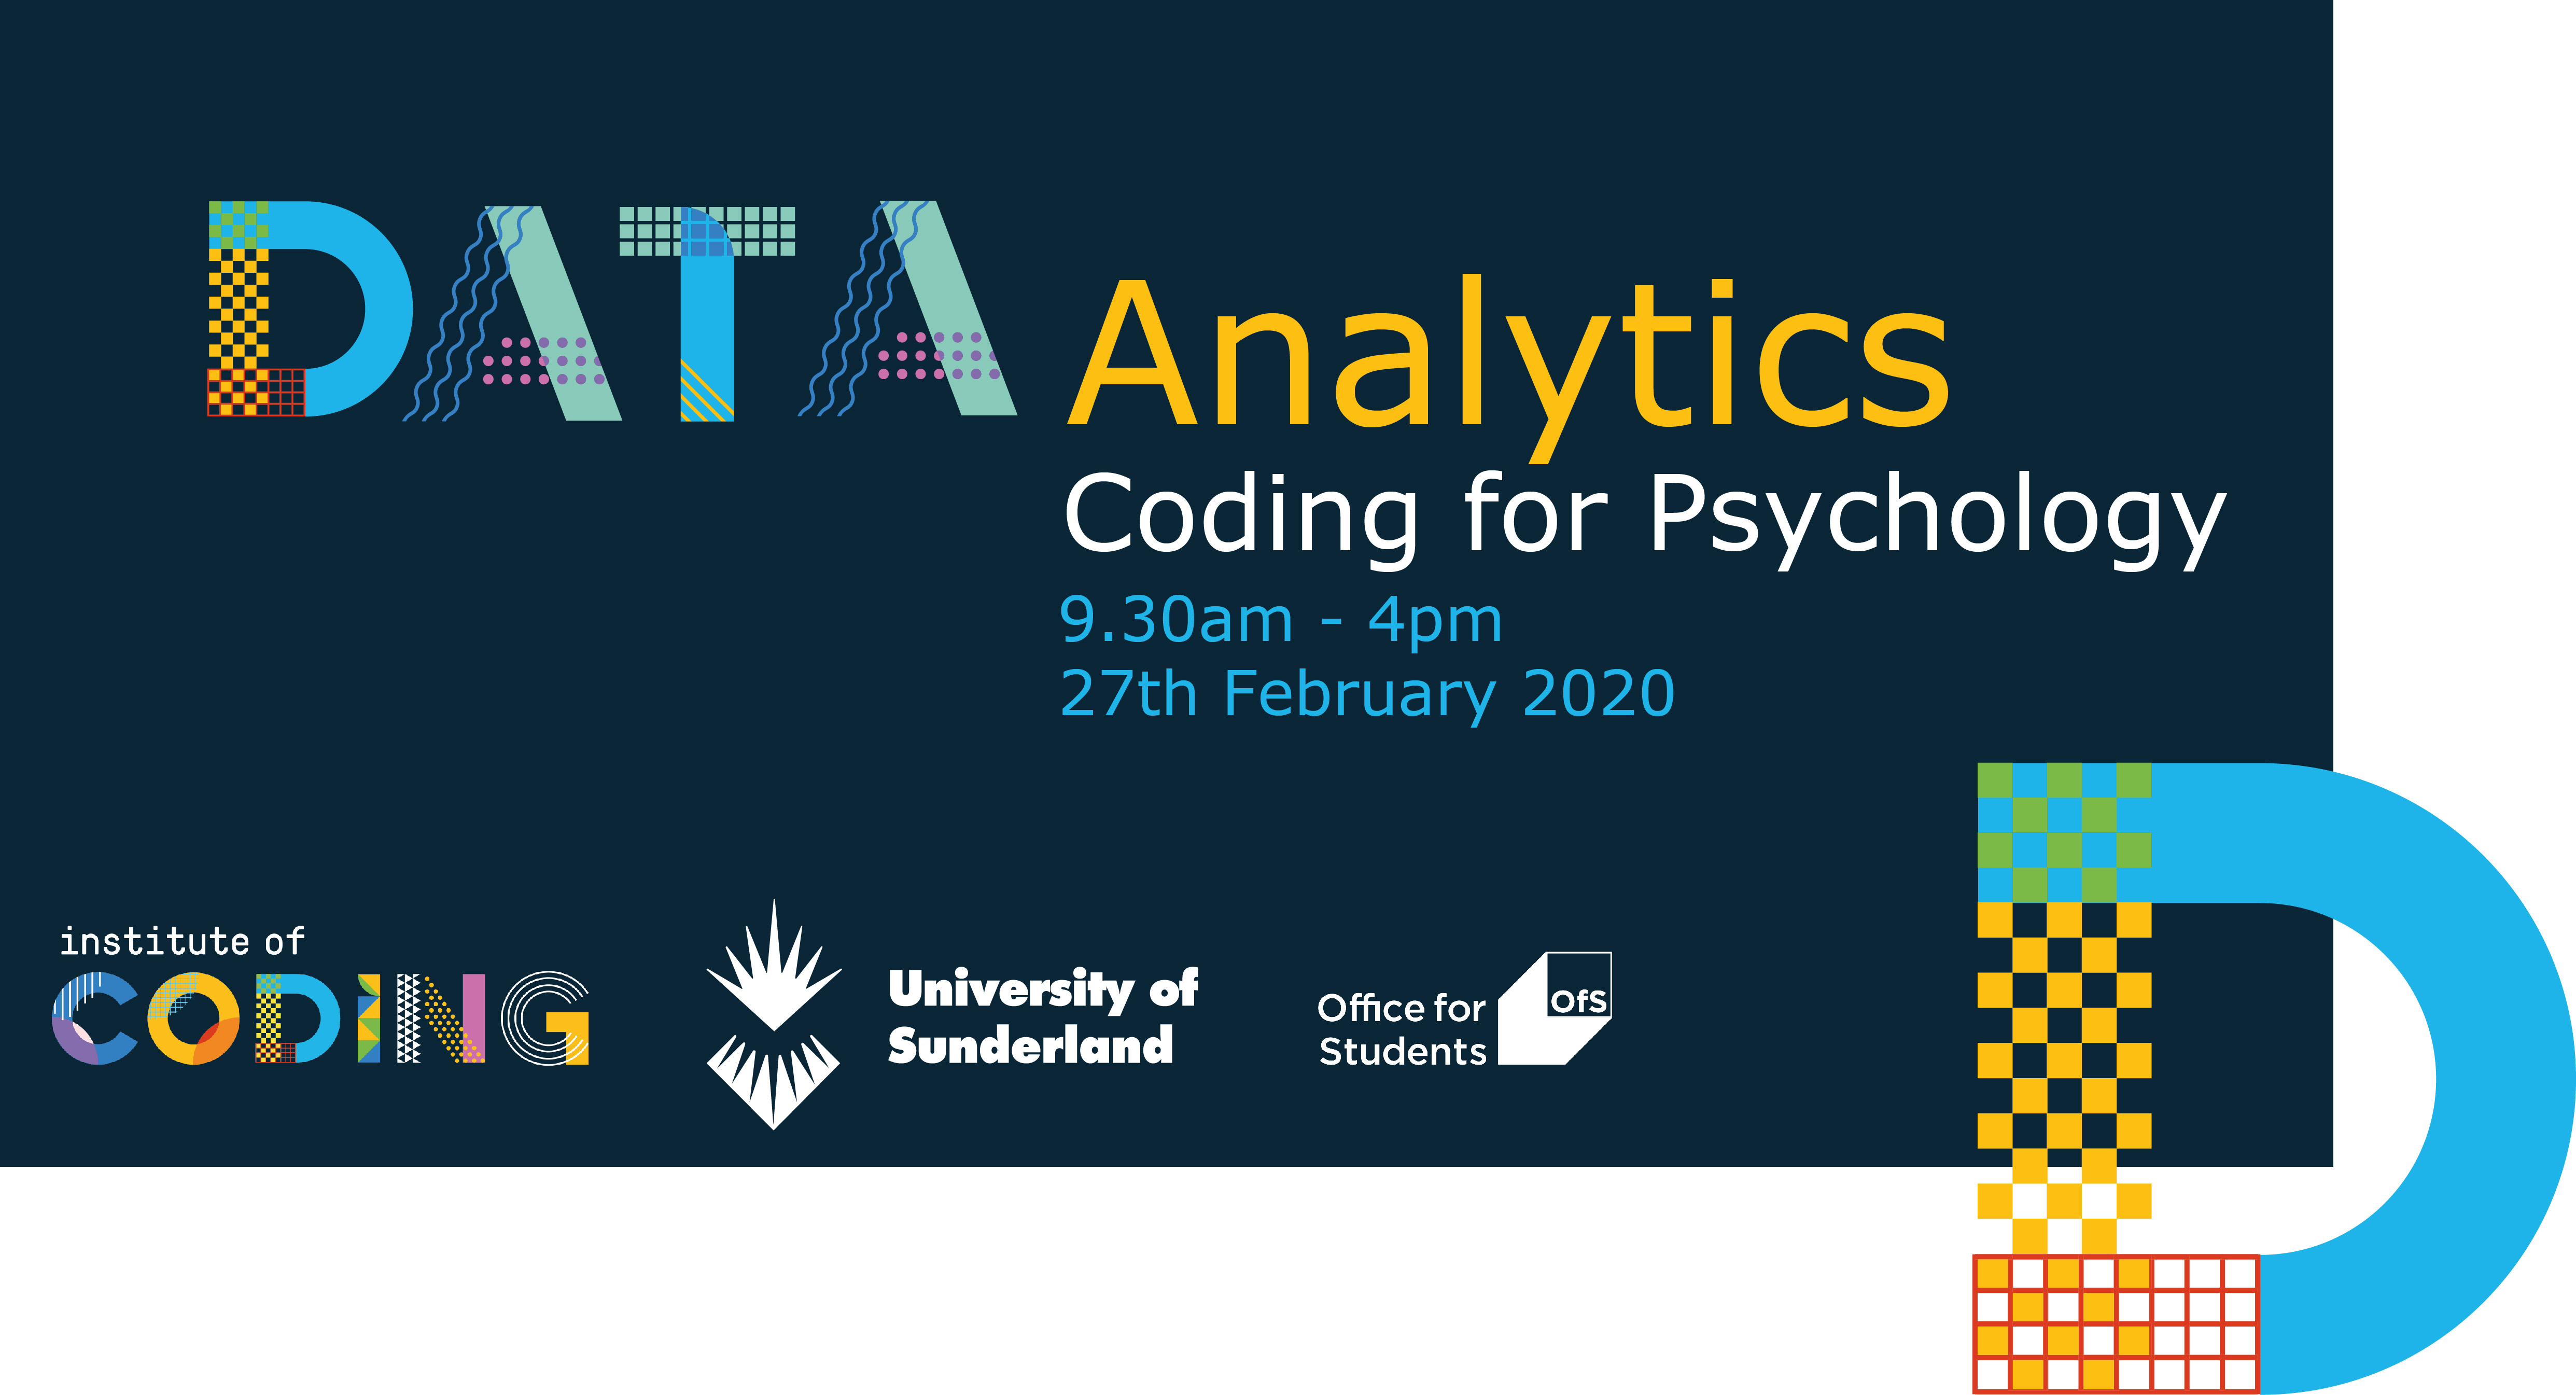 DATA Analytics
Coding for Psychology
9.30am - 4pm
27th February 2020
institute of
CODING
University of
Sunderland
Office for
Students
OfS
D